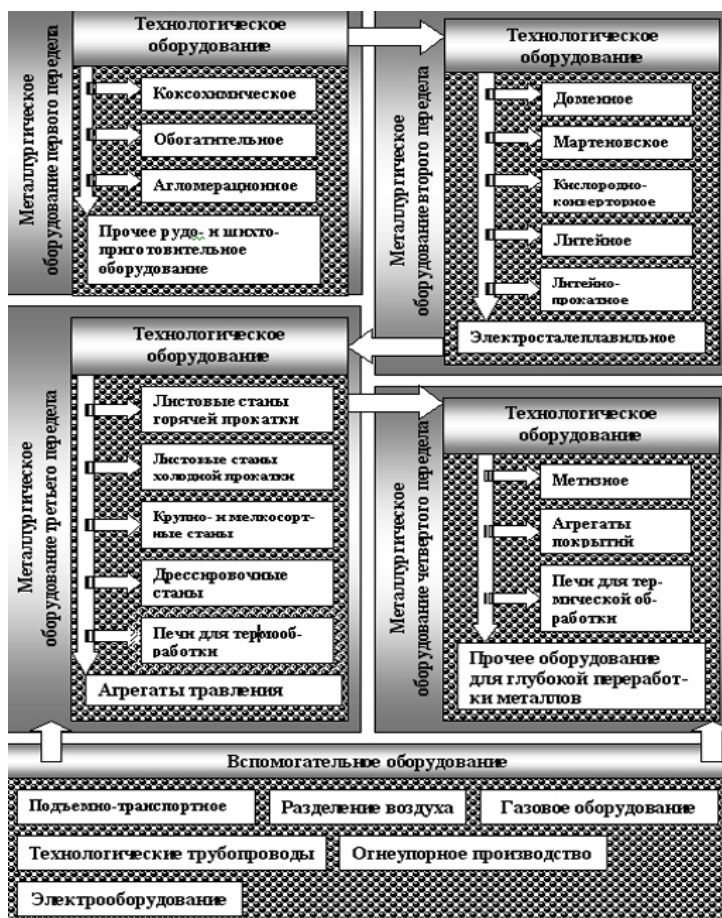 Металлургическое
оборудование первого передела
Технологическое
оборудование
Коксохимическое
Обогатительное
Агломерационное
Прочее рудо- и шихто-
приготовительное
оборудование
Металлургическое
оборудование второго передела
Технологическое
оборудование
Доменное
Мартеновское
Кислородно-
конверторное
Литейное
Литейно-
прокатное
Электросталеплавильное
Металлургическое
оборудование третьего передела
Технологическое
оборудование
Листовые станы
горячей прокатки
Листовые станы
холодной прокатки
Крупно- и мелкосорт-
ные станы
Дрессировочные
станы
Печи для термооб-
работки
Агрегаты травления
Металлургическое
оборудование четвертого передела
Технологическое
оборудование
Метизное
Агрегаты
покрытий
Печи для тер-
мической об-
работки
Прочее оборудование
для глубокой переработ-
ки металлов
Вспомогательное оборудование
Подъемно-транспортное
Разделение воздуха
Газовое оборудование
Технологические трубопроводы
Огнеупорное производство
Электрооборудование